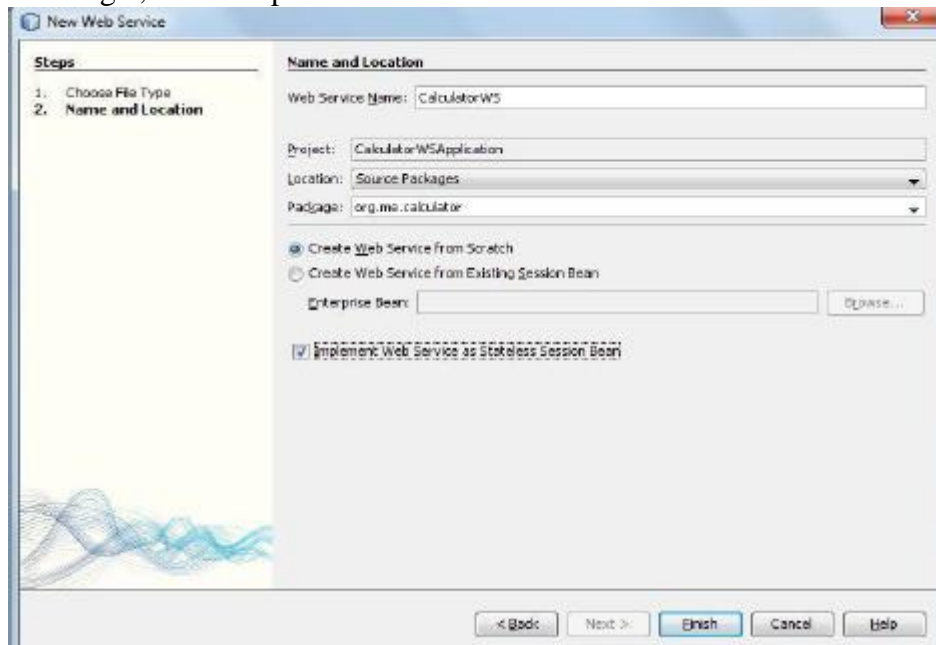 New Web Service
Steps
1. Choose File Type
2. Name and Location
Name and Location
Web Service Name: CalculatorWS
Project: CalculatorWSApplication
Location: Source Packages
Package: org.me.calculator
Create Web Service from Scratch
Create Web Service from Existing Session Bean
Enterprise Bean:
Browse...
Implement Web Service as Stateless Session Bean
< Back
Next >
Finish
Cancel
Help